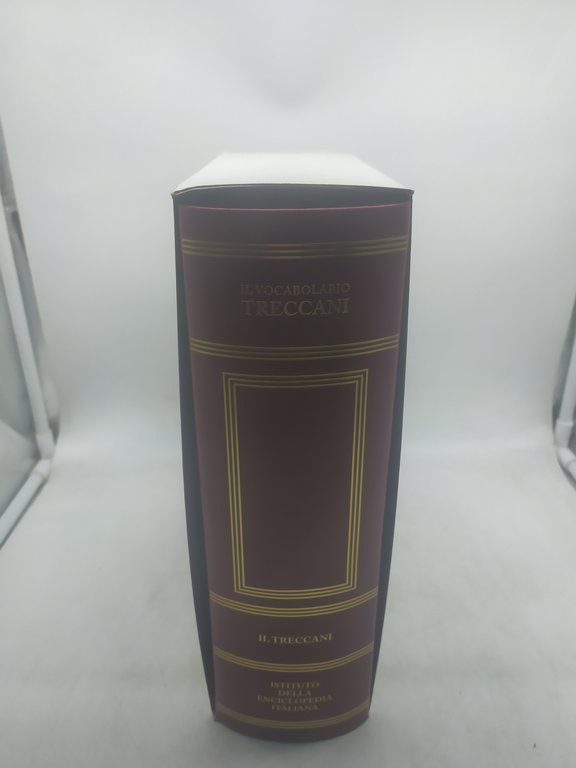 IL VOCABOLARIO
TRECCANI
IL TRECCANI
ISTITUTO
DELLA
ENCICLOPEDIA
ITALIANA